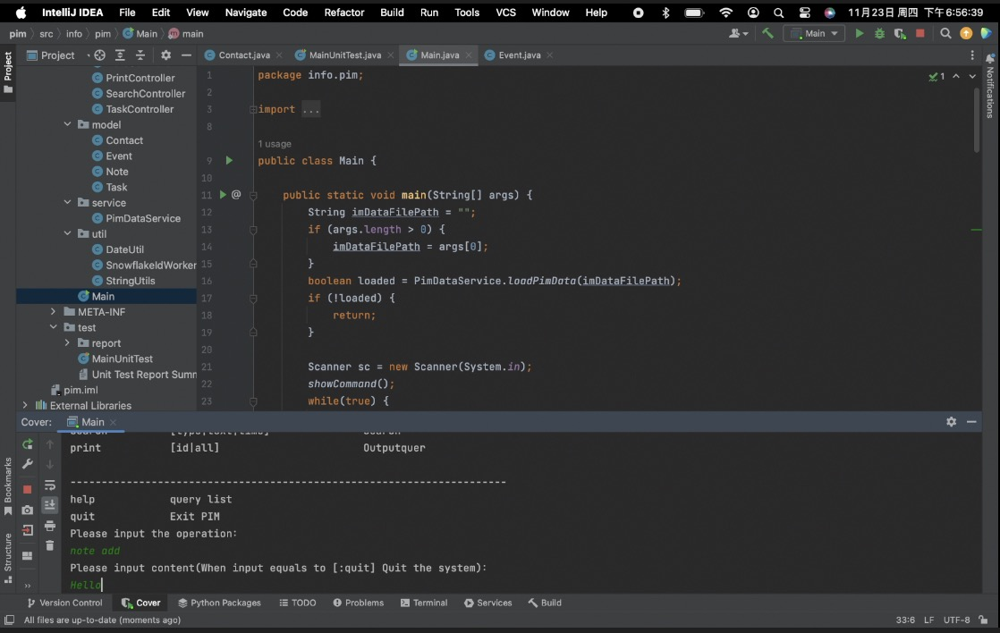 IntelliJ IDEA File Edit View Navigate Code Refactor Build Run Tools VCS Window Help 11月23日 周四 下午6:56:39
pim src info pim Main main Main
Project Contact.java MainUnitTest.java Main.java Event.java
Project
Notifications
PrintController
SearchController
TaskController
model
Contact
Event
Note
Task
service
PimDataService
util
DateUtil
SnowflakeIdWorker
StringUtils
Main
META-INF
test
report
MainUnitTest
Unit Test Report Summ
pim.iml
External Libraries
1 package info.pim;
2
3 import ...
8
1 usage
9 public class Main {
10
11 @ public static void main(String[] args) {
12 String imDataFilePath = "";
13 if (args.length > 0) {
14 imDataFilePath = args[0];
15 }
16 boolean loaded = PimDataService.loadPimData(imDataFilePath);
17 if (!loaded) {
18 return;
19 }
20
21 Scanner sc = new Scanner(System.in);
22 showCommand();
23 while(true) {
1
Cover: Main
print [id|all] Outputquer
------------------------------------------------------------------
help query list
quit Exit PIM
Please input the operation:
note add
Please input content(When input equals to [:quit] Quit the system):
Hello
Bookmarks
Structure
Version Control Cover Python Packages TODO Problems Terminal Services Build
All files are up-to-date (moments ago) 33:6 LF UTF-8